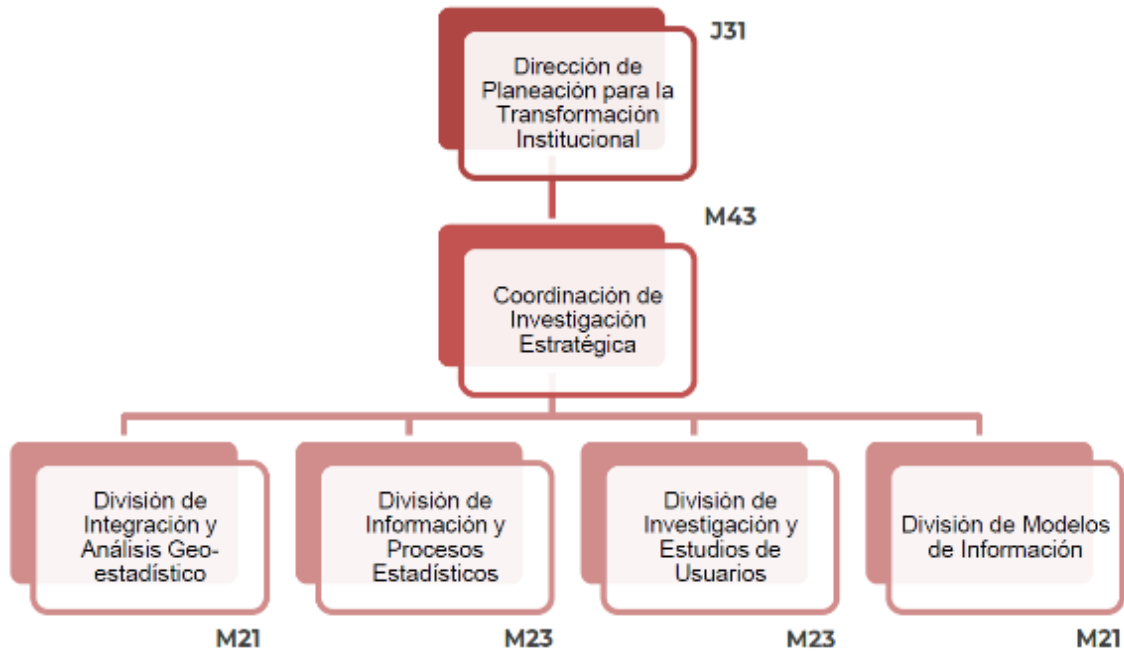 J31
Dirección de
Planeación para la
Transformación
Institucional
M43
Coordinación de
Investigación
Estratégica
División de
Integración y
Análisis Geo-
estadístico
M21
División de
Información y
Procesos
Estadísticos
M23
División de
Investigación y
Estudios de
Usuarios
M23
División de Modelos
de Información
M21